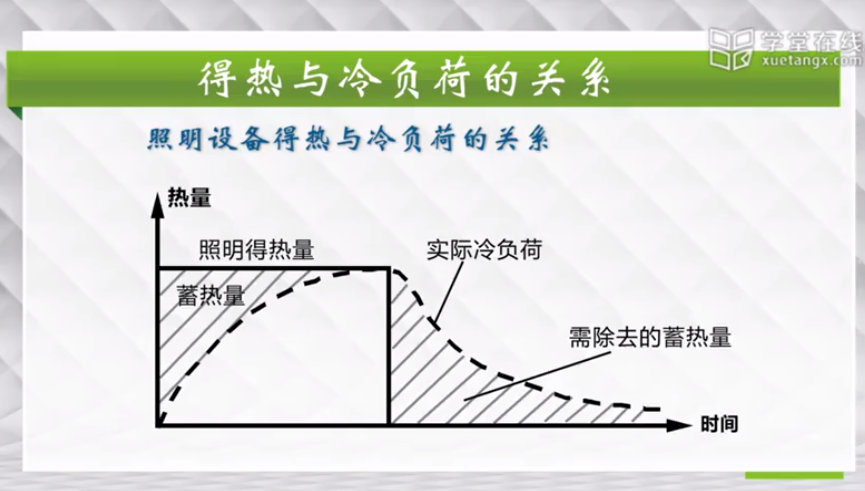 学堂在线
xuetangx.com
得热与冷负荷的关系
照明设备得热与冷负荷的关系
热量
照明得热量
实际冷负荷
蓄热量
需除去的蓄热量
时间